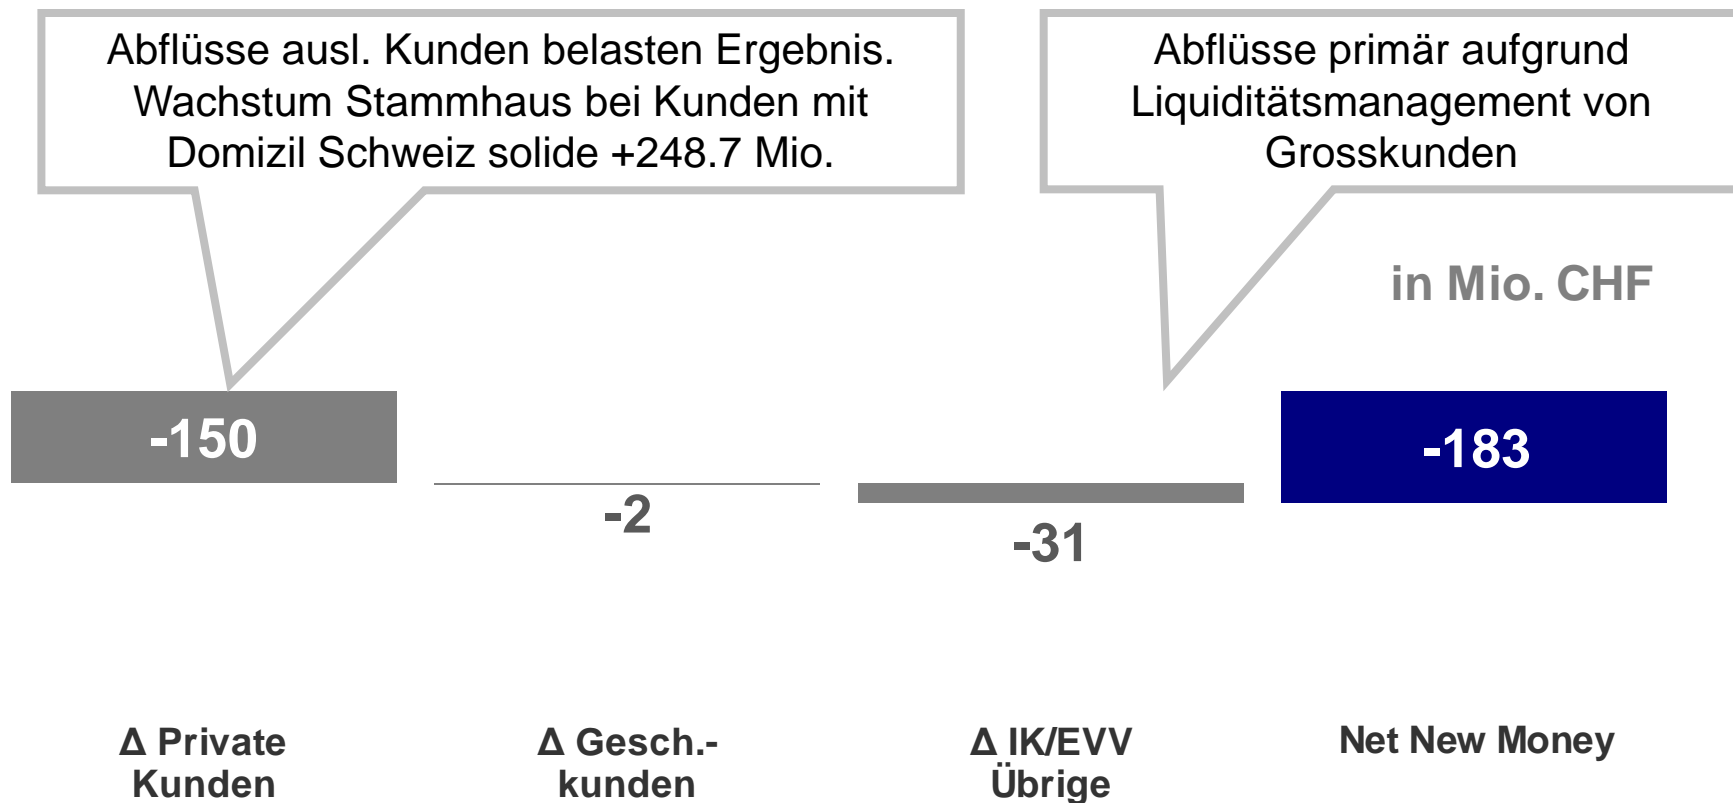 Abflüsse ausl. Kunden belasten Ergebnis.
Wachstum Stammhaus bei Kunden mit
Domizil Schweiz solide +248.7 Mio.
Abflüsse primär aufgrund
Liquiditätsmanagement von
Grosskunden
in Mio. CHF
-150
-2
-31
-183
Δ Private
Kunden
Δ Gesch.-
kunden
Δ IK/EVV
Übrige
Net New Money